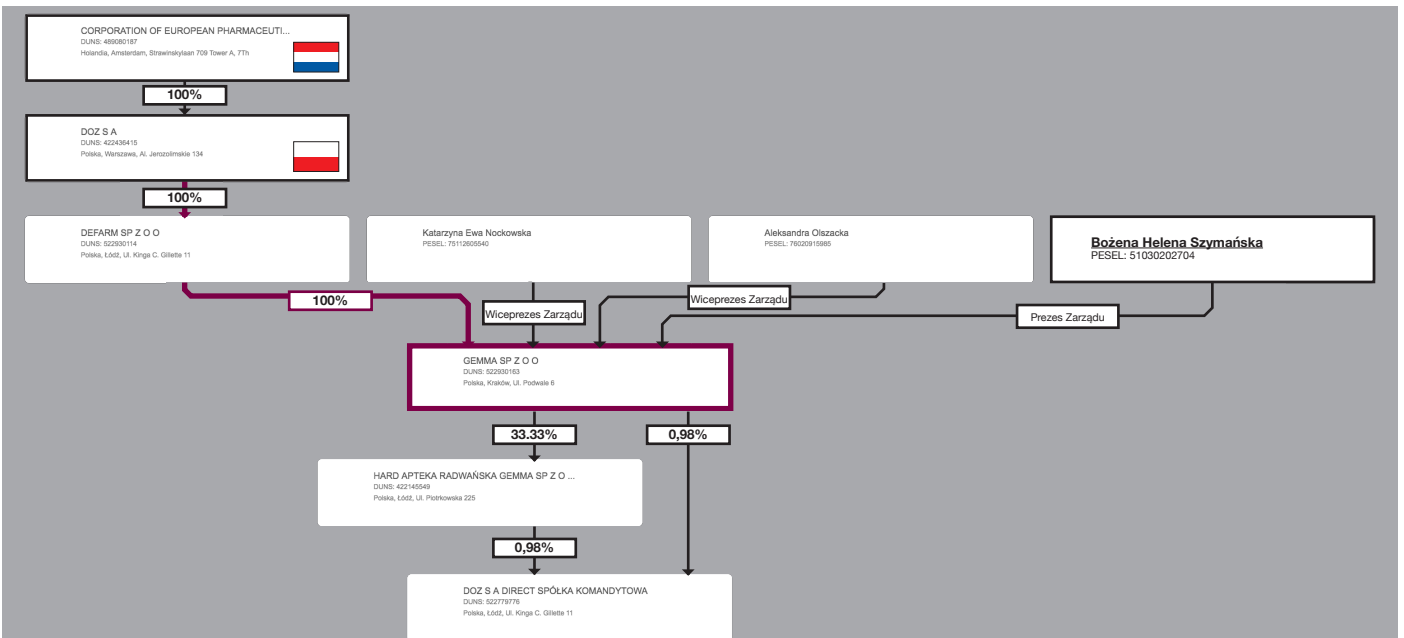 CORPORATION OF EUROPEAN PHARMACEUTI...
DUNS: 489080187
Holandia, Amsterdam, Strawinskylaan 709 Tower A, 7Th
100%
DOZ S A
DUNS: 422436415
Polska, Warszawa, Al. Jerozolimskie 134
100%
DEFARM SP Z O O
DUNS: 522930114
Polska, Łódź, Ul. Kinga C. Gillette 11
Katarzyna Ewa Nockowska
PESEL: 75112605540
Aleksandra Olszacka
PESEL: 76020915985
Bożena Helena Szymańska
PESEL: 51030202704
100%
Wiceprezes Zarządu
Wiceprezes Zarządu
Prezes Zarządu
GEMMA SP Z O O
DUNS: 522930163
Polska, Kraków, Ul. Podwale 6
33.33%
0,98%
HARD APTEKA RADWAŃSKA GEMMA SP Z O ...
DUNS: 422145549
Polska, Łódź, Ul. Piotrkowska 225
0,98%
DOZ S A DIRECT SPÓŁKA KOMANDYTOWA
DUNS: 522779776
Polska, Łódź, Ul. Kinga C. Gillette 11